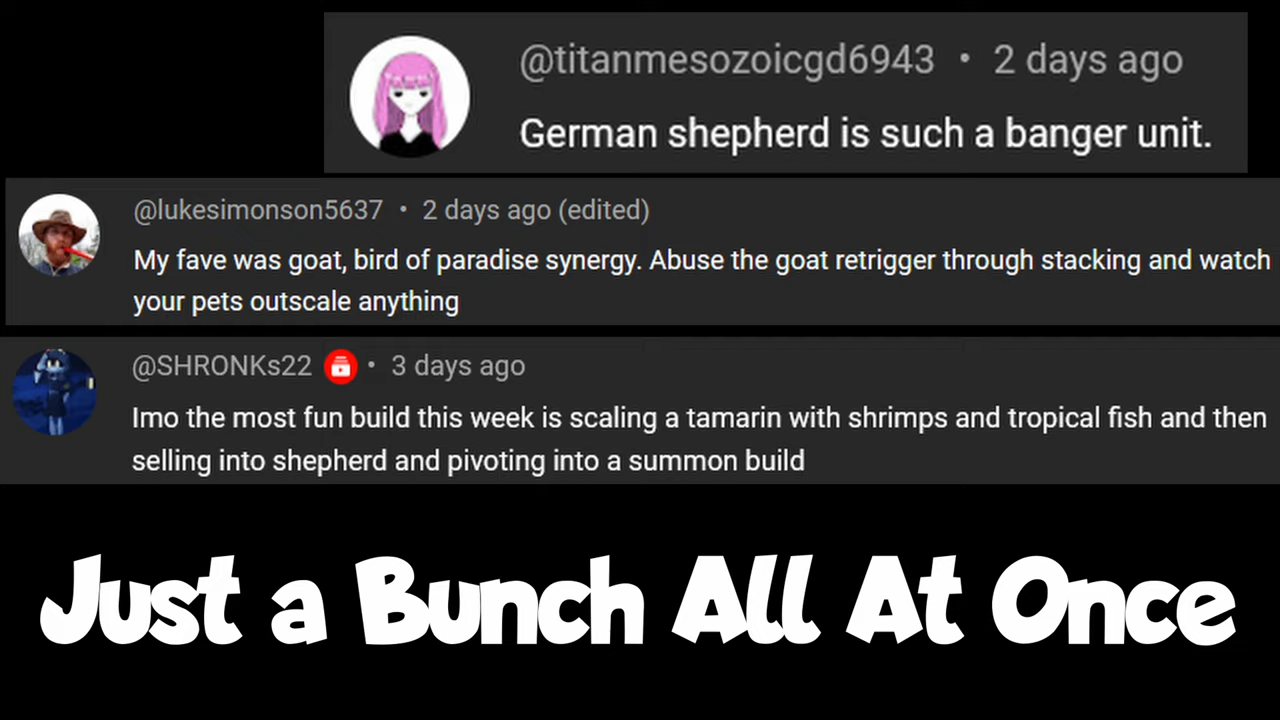 @titanmesozoicgd6943 • 2 days ago
German shepherd is such a banger unit.
@lukesimonson5637 • 2 days ago (edited)
My fave was goat, bird of paradise synergy. Abuse the goat retrigger through stacking and watch
your pets outscale anything
@SHRONKs22 • 3 days ago
Imo the most fun build this week is scaling a tamarin with shrimps and tropical fish and then
selling into shepherd and pivoting into a summon build
Just a Bunch All At Once